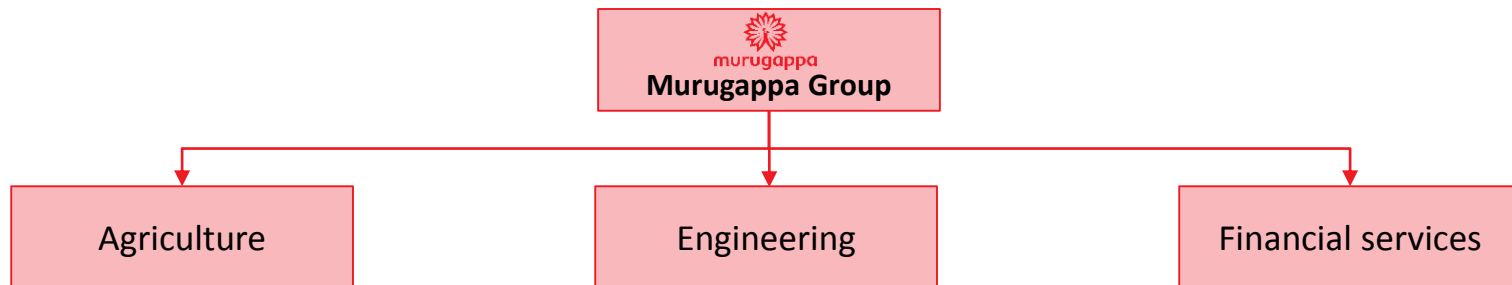 murugappa
Murugappa Group
Agriculture
Engineering
Financial services